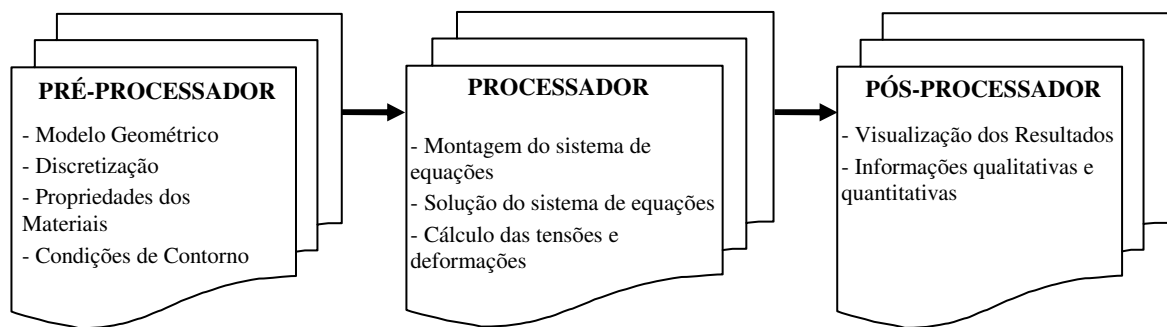 PRÉ-PROCESSADOR
- Modelo Geométrico
- Discretização
- Propriedades dos
Materiais
- Condições de Contorno
PROCESSADOR
- Montagem do sistema de
equações
- Solução do sistema de equações
- Cálculo das tensões e
deformações
PÓS-PROCESSADOR
- Visualização dos Resultados
- Informações qualitativas e
quantitativas